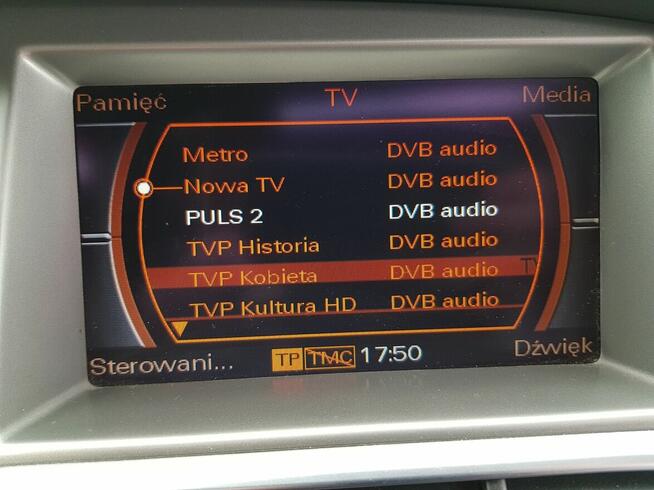 Pamięć TV Media
Metro DVB audio
Nowa TV DVB audio
PULS 2 DVB audio
TVP Historia DVB audio
TVP Kobieta DVB audio
TVP Kultura HD DVB audio
Sterowani... TP TMC 17:50 Dźwięk